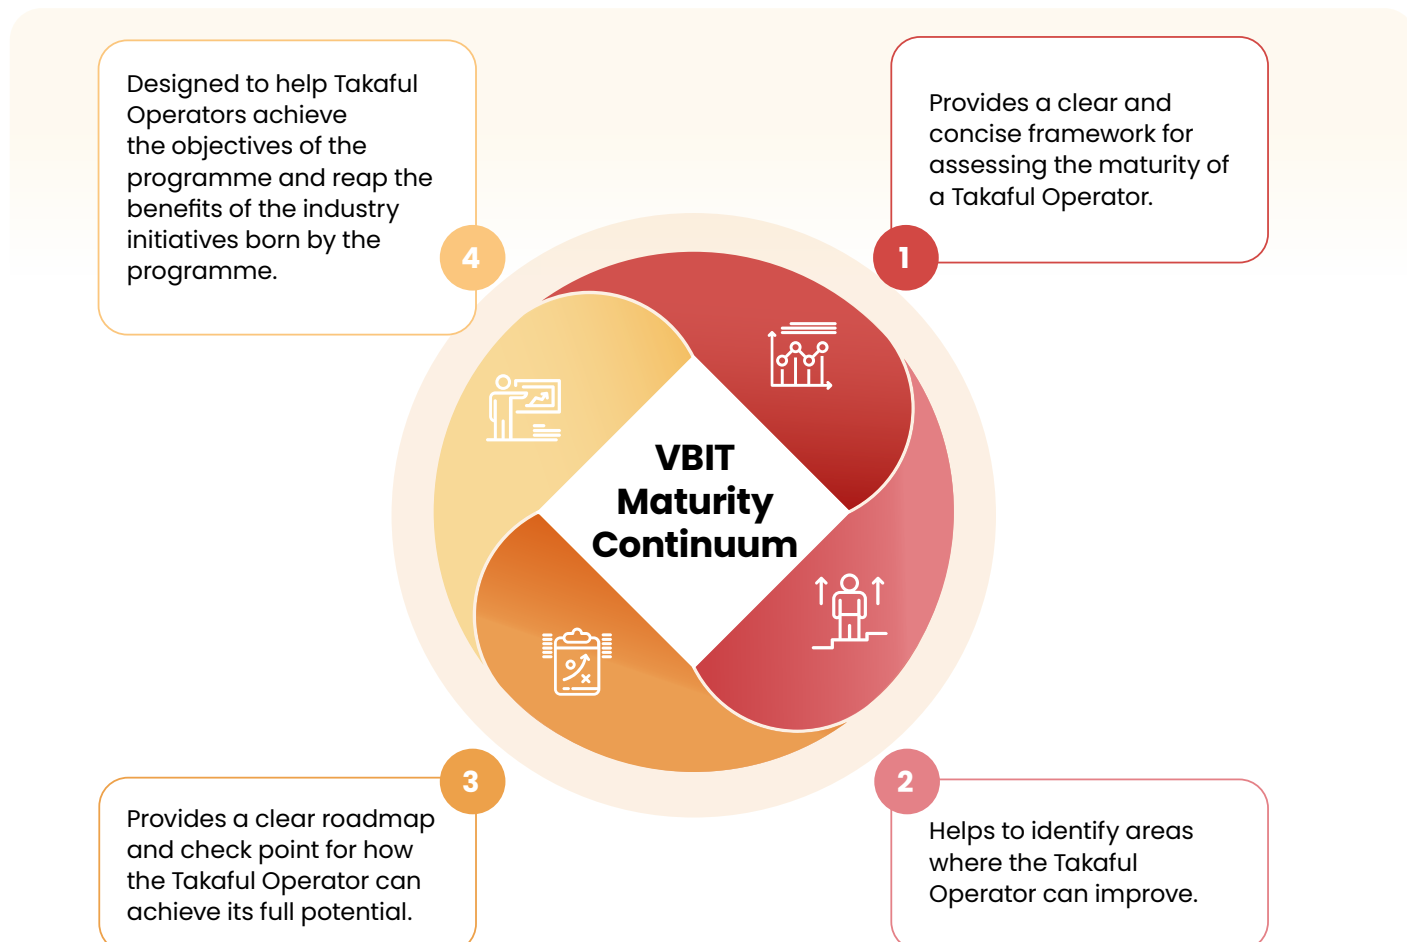 Designed to help Takaful
Operators achieve
the objectives of the
programme and reap the
benefits of the industry
initiatives born by the
programme.
4
Provides a clear and
concise framework for
assessing the maturity of
a Takaful Operator.
1
VBIT
Maturity
Continuum
3
Provides a clear roadmap
and check point for how
the Takaful Operator can
achieve its full potential.
2
Helps to identify areas
where the Takaful
Operator can improve.